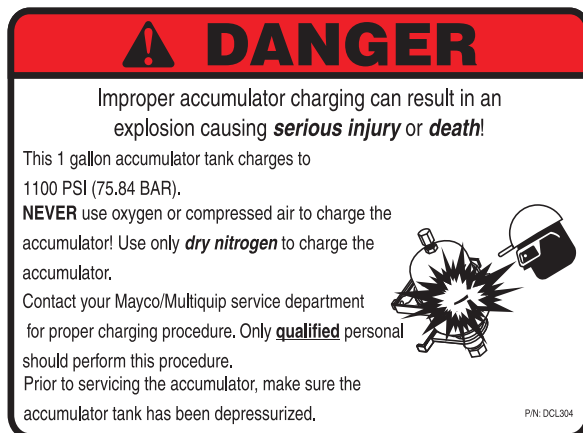 DANGER
Improper accumulator charging can result in an
explosion causing serious injury or death!
This 1 gallon accumulator tank charges to
1100 PSI (75.84 BAR).
NEVER use oxygen or compressed air to charge the
accumulator! Use only dry nitrogen to charge the
accumulator.
Contact your Mayco/Multiquip service department
for proper charging procedure. Only qualified personal
should perform this procedure.
Prior to servicing the accumulator, make sure the
accumulator tank has been depressurized.
P/N: DCL304